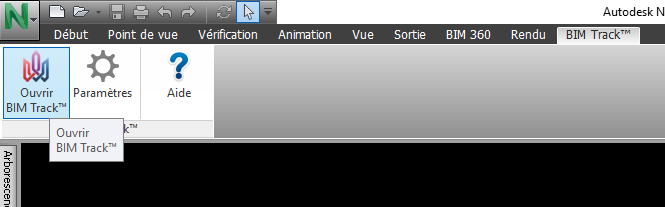 Autodesk N
N
Début Point de vue Vérification Animation Vue Sortie BIM 360 Rendu BIM Track™
Ouvrir
BIM Track™
Paramètres
Aide
k™
Ouvrir
BIM Track™
Arborescen